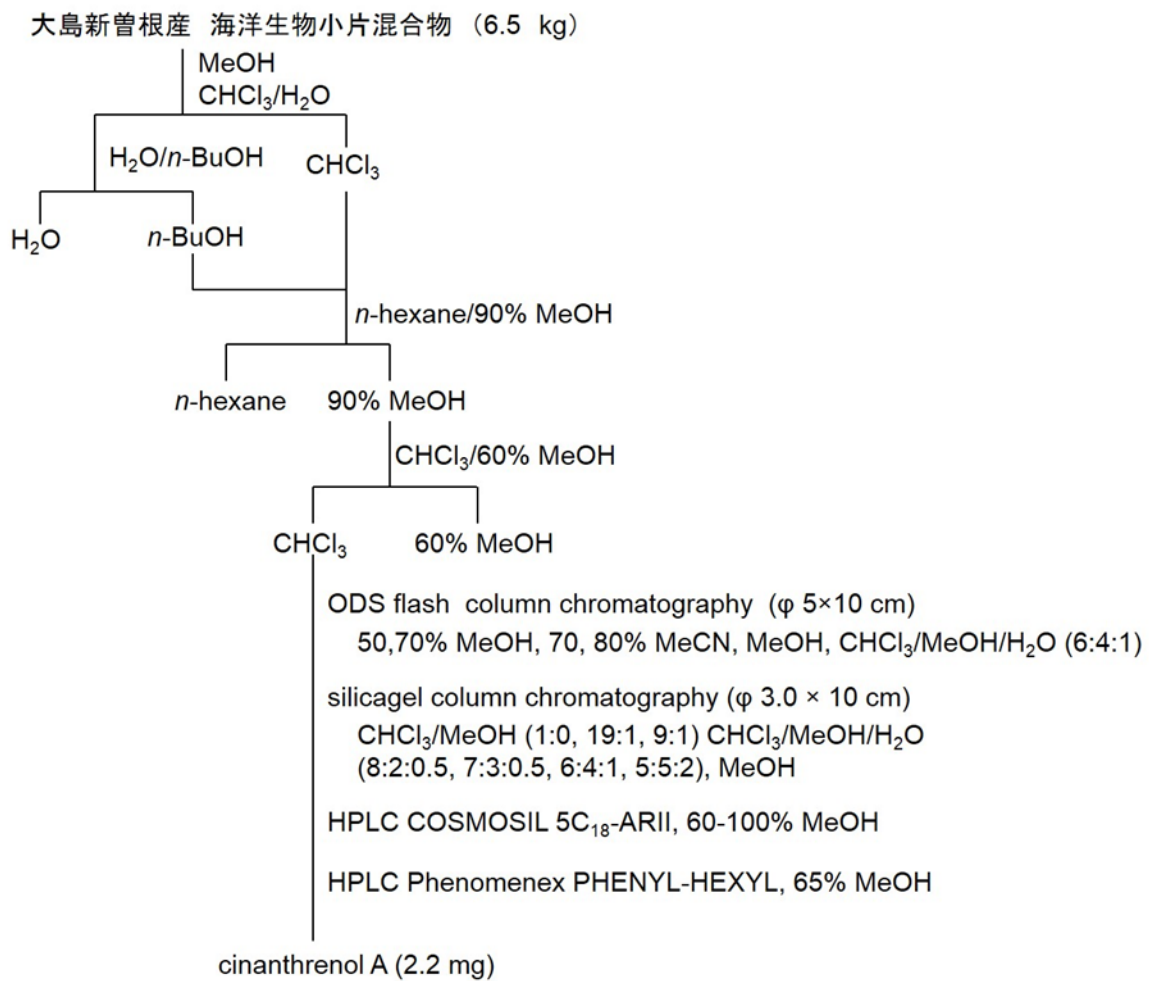 大島新曽根産 海洋生物小片混合物 (6.5 kg)
MeOH
CHCl₃/H₂O
H₂O/n-BuOH
CHCl₃
H₂O
n-BuOH
n-hexane/90% MeOH
n-hexane
90% MeOH
CHCl₃/60% MeOH
CHCl₃
60% MeOH
ODS flash column chromatography (φ 5×10 cm)
50,70% MeOH, 70, 80% MeCN, MeOH, CHCl₃/MeOH/H₂O (6:4:1)
silicagel column chromatography (φ 3.0 × 10 cm)
CHCl₃/MeOH (1:0, 19:1, 9:1) CHCl₃/MeOH/H₂O
(8:2:0.5, 7:3:0.5, 6:4:1, 5:5:2), MeOH
HPLC COSMOSIL 5C₁₈-ARII, 60-100% MeOH
HPLC Phenomenex PHENYL-HEXYL, 65% MeOH
cinanthrenol A (2.2 mg)